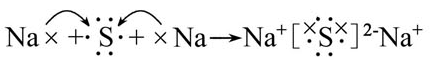 Na× + ·S· + ×Na→Na⁺[×S×]²⁻Na⁺